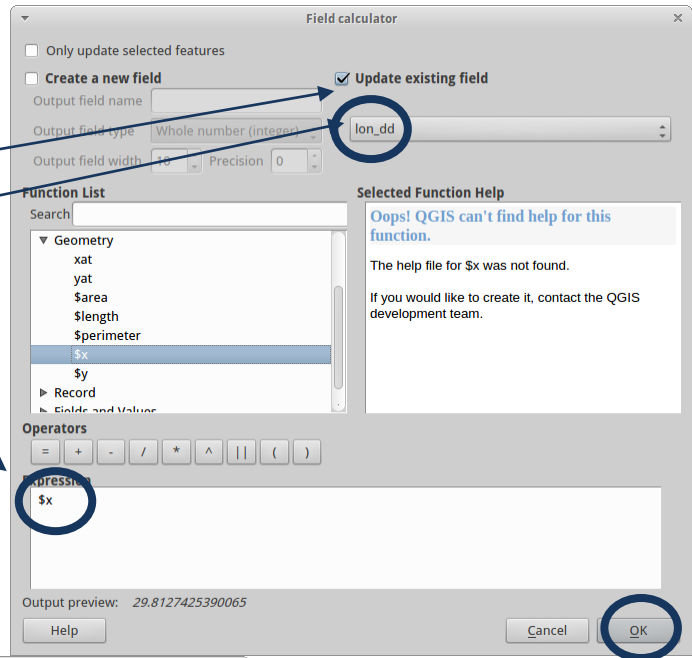 Field calculator
Only update selected features
Create a new field
Update existing field
Output field name
Output field type Whole number (integer)
lon_dd
Output field width 10 Precision 0
Function List
Selected Function Help
Search
Oops! QGIS can't find help for this
function.
The help file for $x was not found.
If you would like to create it, contact the QGIS
development team.
Geometry
xat
yat
$area
$length
$perimeter
$x
$y
Record
Fields and Values
Operators
= + - / * ^ || ( )
Expression
$x
Output preview: 29.8127425390065
Help
Cancel
OK